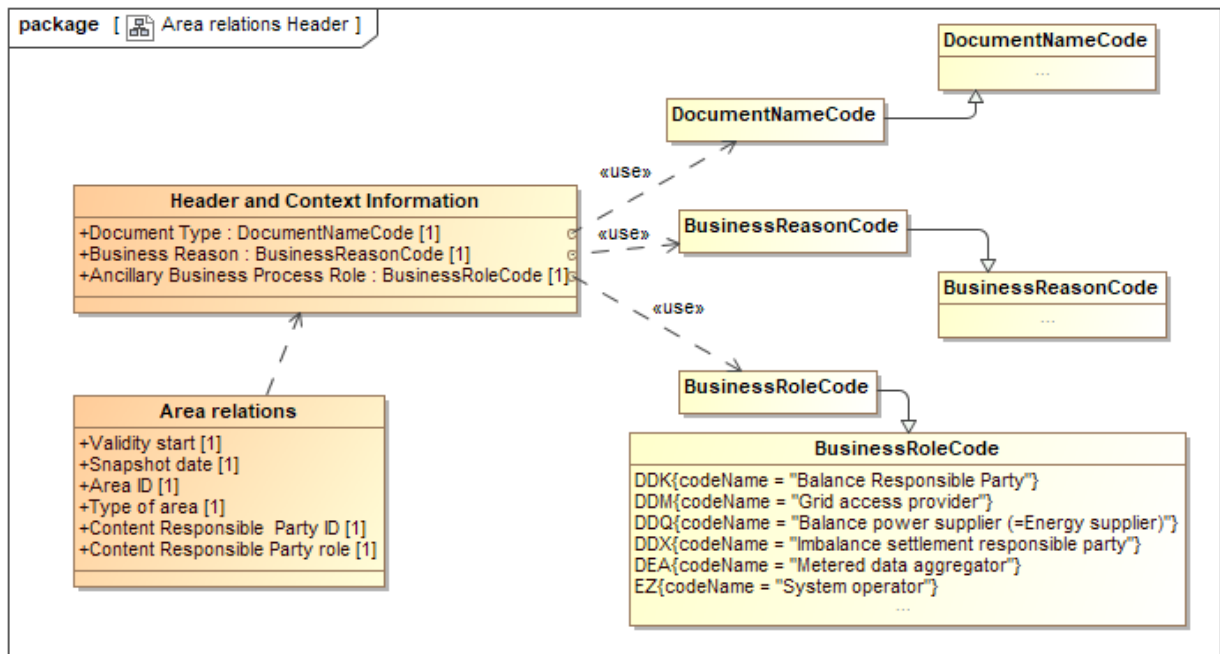 package [ Area relations Header ]
DocumentNameCode
...
DocumentNameCode
«use»
Header and Context Information
+Document Type : DocumentNameCode [1]
+Business Reason : BusinessReasonCode [1]
+Ancillary Business Process Role : BusinessRoleCode [1]
«use»
BusinessReasonCode
BusinessReasonCode
...
«use»
BusinessRoleCode
Area relations
+Validity start [1]
+Snapshot date [1]
+Area ID [1]
+Type of area [1]
+Content Responsible  Party ID [1]
+Content Responsible Party role [1]
BusinessRoleCode
DDK{codeName = "Balance Responsible Party"}
DDM{codeName = "Grid access provider"}
DDQ{codeName = "Balance power supplier (=Energy supplier)"}
DDX{codeName = "Imbalance settlement responsible party"}
DEA{codeName = "Metered data aggregator"}
EZ{codeName = "System operator"}
...